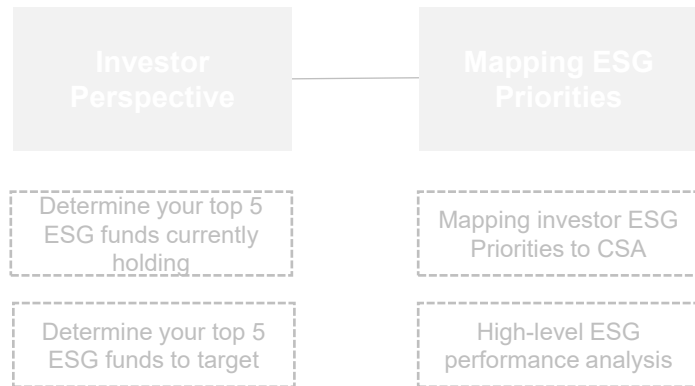 Investor
Perspective
Mapping ESG
Priorities
Determine your top 5
ESG funds currently
holding
Mapping investor ESG
Priorities to CSA
Determine your top 5
ESG funds to target
High-level ESG
performance analysis